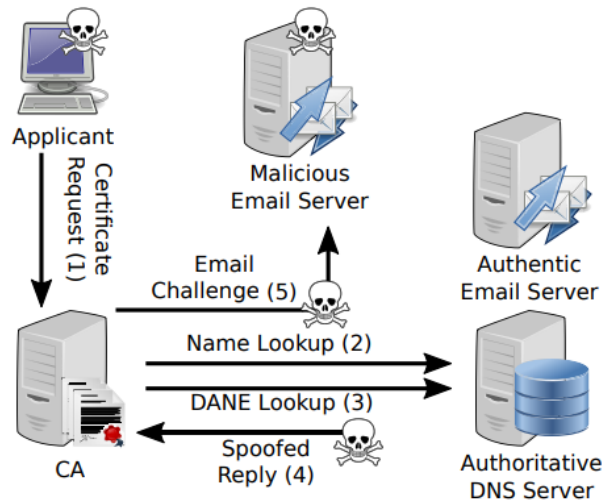 Applicant
Certificate
Request (1)
Malicious
Email Server
Authentic
Email Server
Email
Challenge (5)
Name Lookup (2)
DANE Lookup (3)
Spoofed
Reply (4)
CA
Authoritative
DNS Server